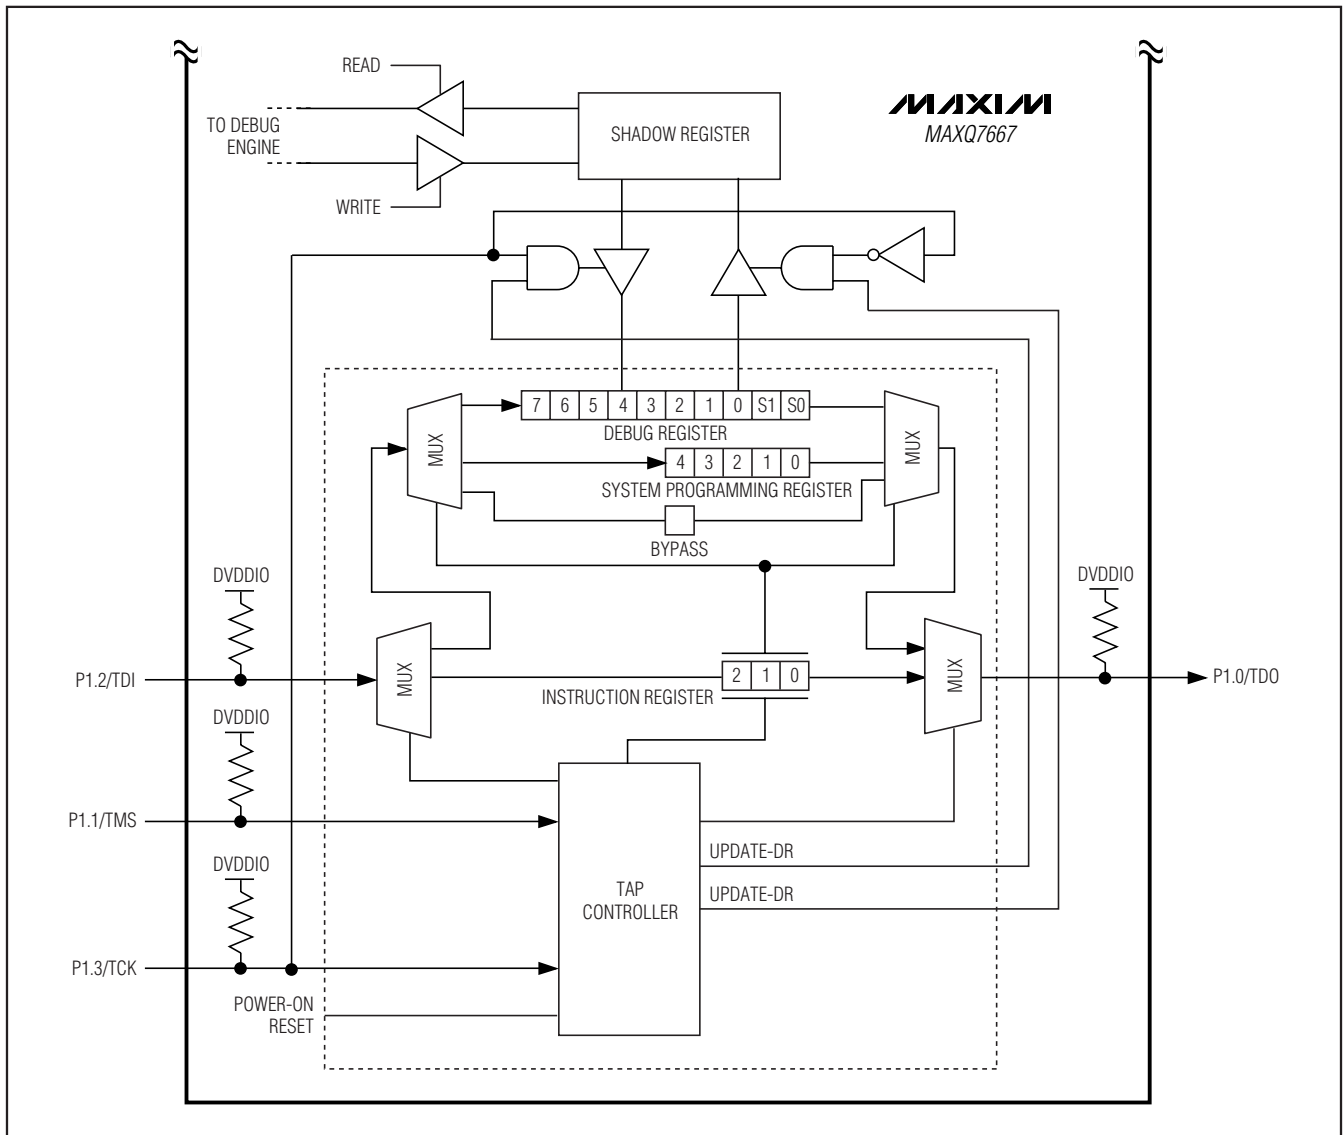 READ
TO DEBUG
ENGINE
WRITE
SHADOW REGISTER
MAXIM
MAXQ7667
7 6 5 4 3 2 1 0 S1 S0
DEBUG REGISTER
MUX
MUX
4 3 2 1 0
SYSTEM PROGRAMMING REGISTER
BYPASS
DVDDIO
DVDDIO
P1.2/TDI
MUX
2 1 0
INSTRUCTION REGISTER
MUX
P1.0/TDO
DVDDIO
P1.1/TMS
UPDATE-DR
DVDDIO
TAP
CONTROLLER
UPDATE-DR
P1.3/TCK
POWER-ON
RESET